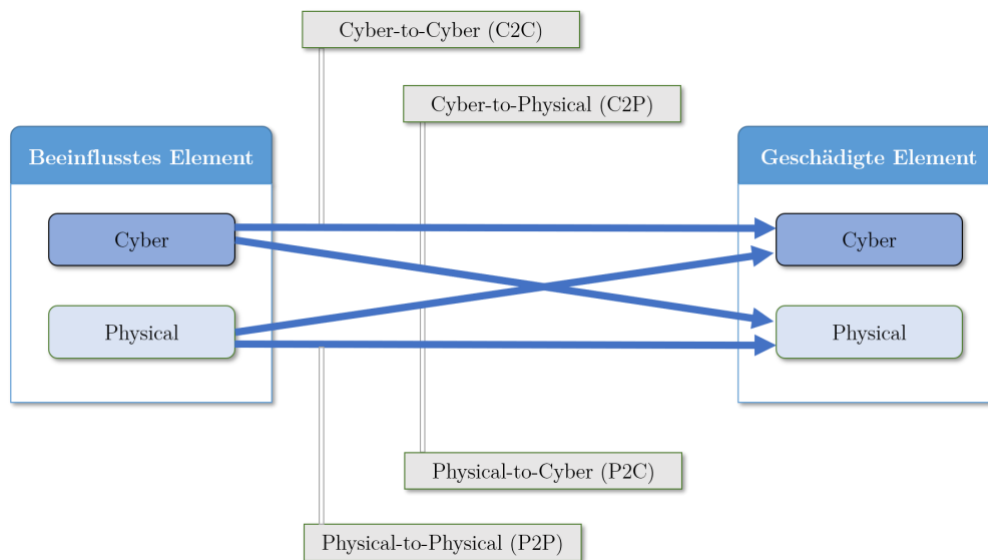 Cyber-to-Cyber (C2C)
Cyber-to-Physical (C2P)
Beeinflusstes Element
Geschädigte Element
Cyber
Cyber
Physical
Physical
Physical-to-Cyber (P2C)
Physical-to-Physical (P2P)